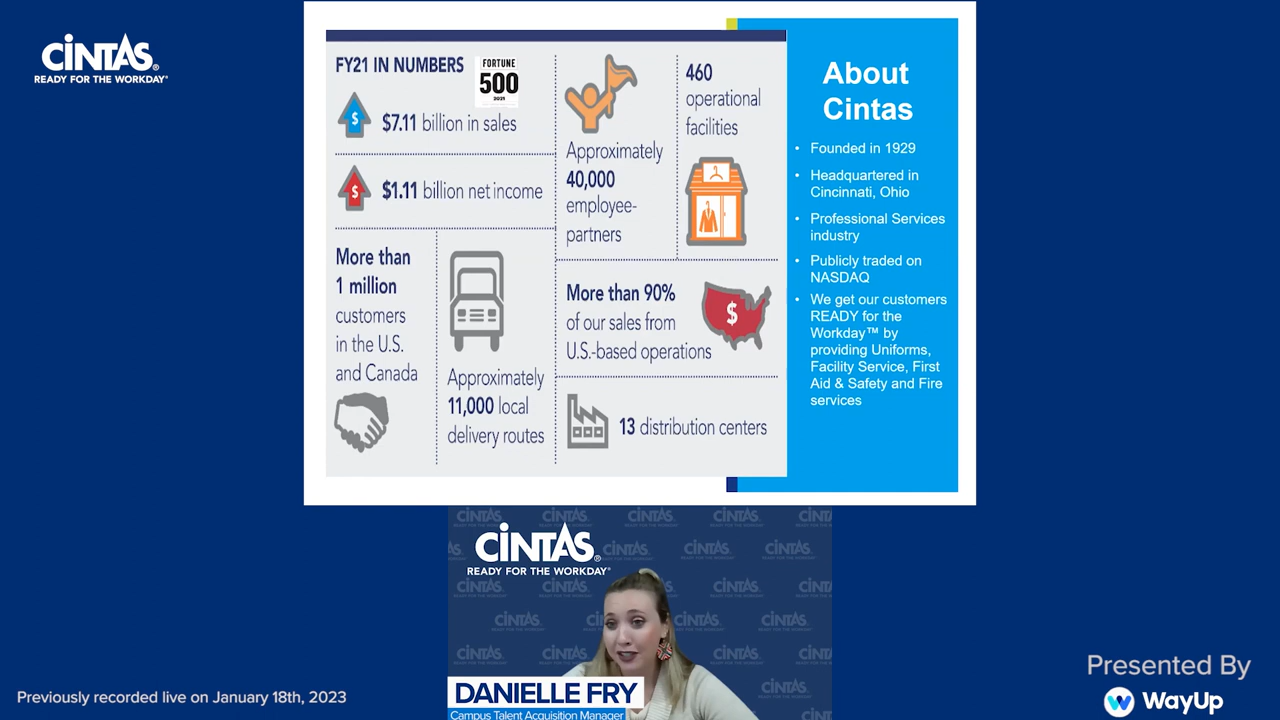 CINTAS®
READY FOR THE WORKDAY®
FY21 IN NUMBERS
FORTUNE
500
2021
$
$7.11 billion in sales
$
$1.11 billion net income
More than
1 million
customers
in the U.S.
and Canada
Approximately
11,000 local
delivery routes
Approximately
40,000
employee-
partners
460
operational
facilities
More than 90%
of our sales from
U.S.-based operations
$
13 distribution centers
About
Cintas
• Founded in 1929
• Headquartered in
Cincinnati, Ohio
• Professional Services
industry
• Publicly traded on
NASDAQ
• We get our customers
READY for the
Workday™ by
providing Uniforms,
Facility Service, First
Aid & Safety and Fire
services
CINTAS®
READY FOR THE WORKDAY®
DANIELLE FRY
Campus Talent Acquisition Manager
Previously recorded live on January 18th, 2023
Presented By
WayUp